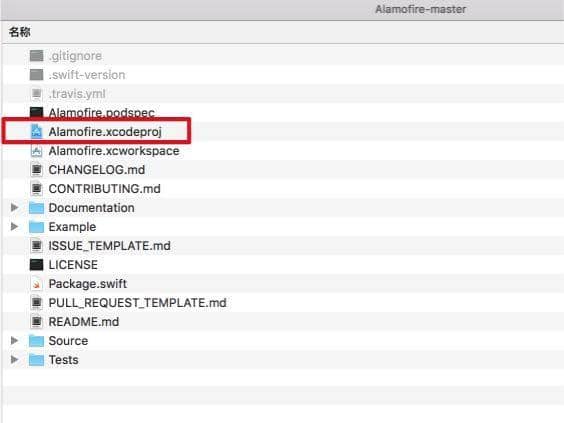 Alamofire-master
名称
.gitignore
.swift-version
.travis.yml
Alamofire.podspec
Alamofire.xcodeproj
Alamofire.xcworkspace
CHANGELOG.md
CONTRIBUTING.md
Documentation
Example
ISSUE_TEMPLATE.md
LICENSE
Package.swift
PULL_REQUEST_TEMPLATE.md
README.md
Source
Tests